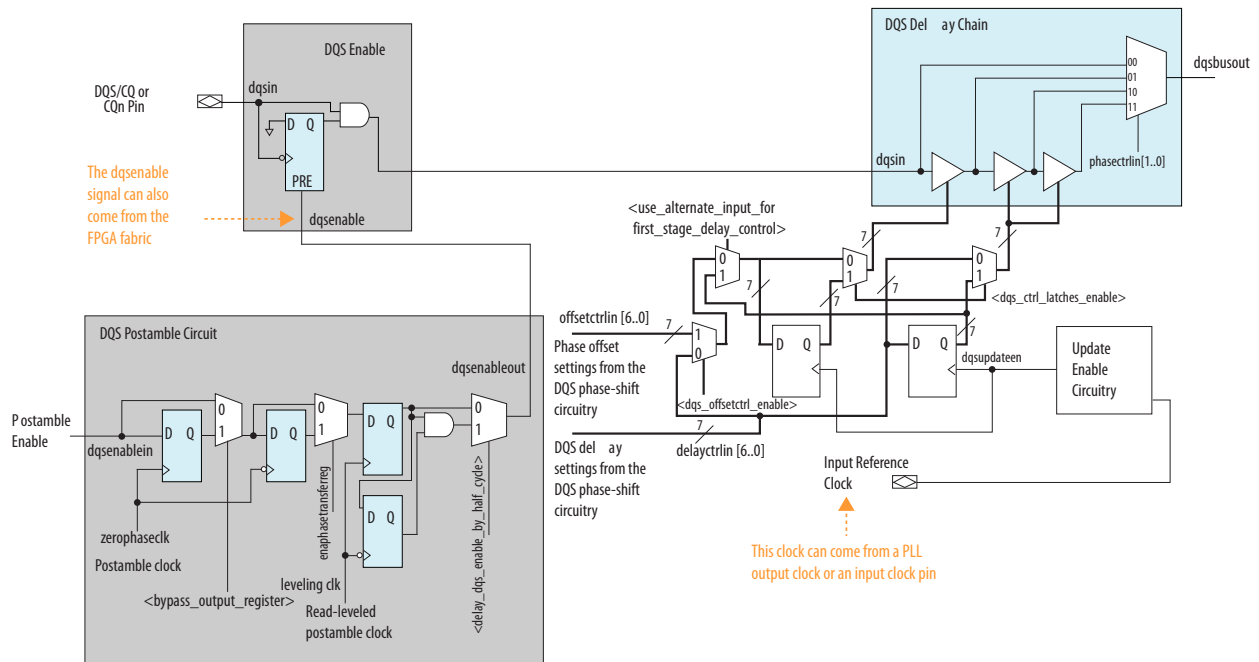 DQS Enable
DQS/CQ or
CQn Pin
dqsin
D Q
PRE
The dqsenable
signal can also
come from the
FPGA fabric
dqsenable
DQS Del ay Chain
00
01
10
11
dqsbusout
phasectrlin[1..0]
dqsin
<use_alternate_input_for
first_stage_delay_control>
7
7
0
1
0
1
0
1
7
7
<dqs_ctrl_latches_enable>
7
offsetctrlin [6..0]
7
1
0
Phase offset
settings from the
DQS phase-shift
circuitry
<dqs_offsetctrl_enable>
D Q
D Q
dqsupdateen
Update
Enable
Circuitry
7
delayctrlin [6..0]
DQS del ay
settings from the
DQS phase-shift
circuitry
Input Reference
Clock
This clock can come from a PLL
output clock or an input clock pin
DQS Postamble Circuit
dqsenableout
P ostamble
Enable
dqsenablein
D Q
0
1
D Q
0
1
D Q
D Q
0
1
zerophaseclk
Postamble clock
<bypass_output_register>
enaphasetransferreg
leveling clk
Read-leveled
postamble clock
<delay_dqs_enable_by_half_cycle>